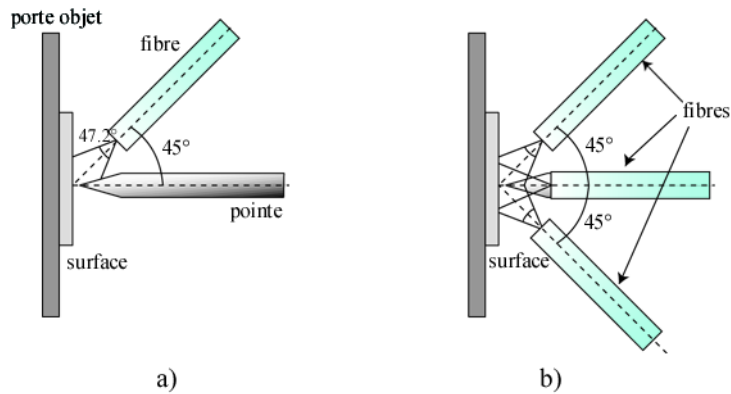 porte objet
fibre
47.2°
45°
pointe
surface
a)
fibres
45°
45°
surface
b)